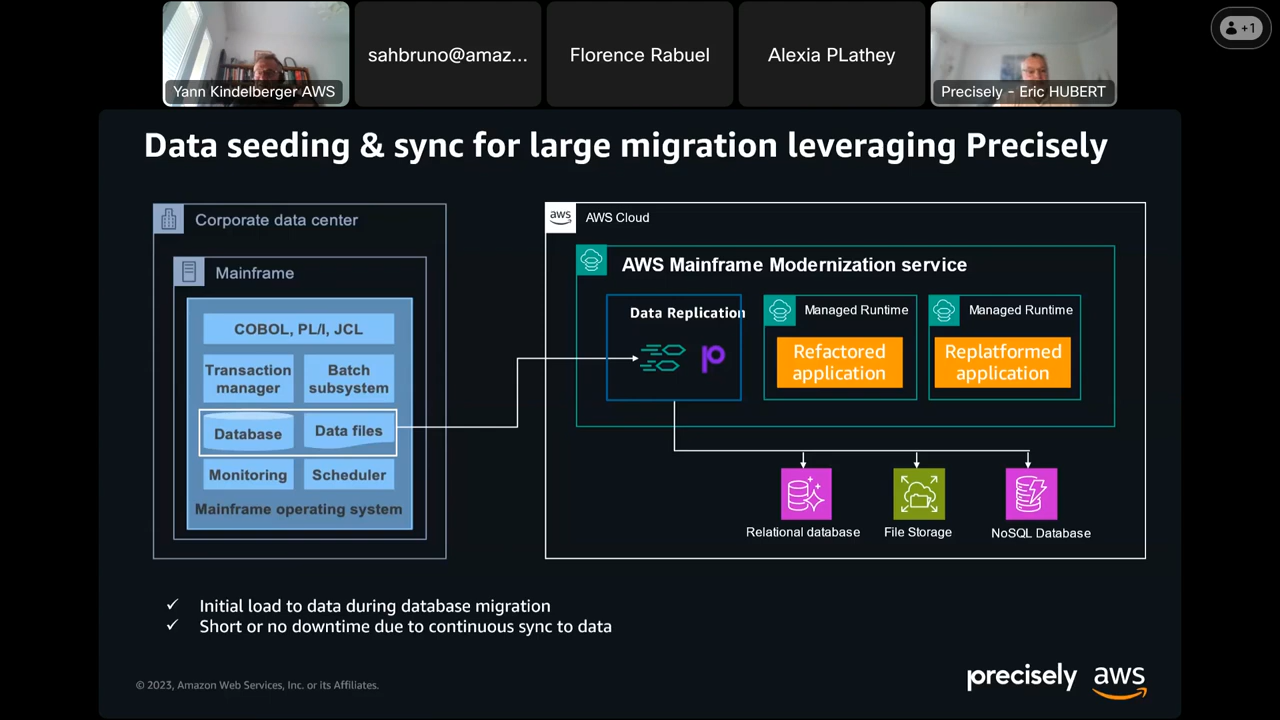 Yann Kindelberger AWS
sahbruno@amaz...
Florence Rabuel
Alexia PLathey
Precisely - Eric HUBERT
+1
Data seeding & sync for large migration leveraging Precisely
Corporate data center
Mainframe
COBOL, PL/I, JCL
Transaction
manager
Batch
subsystem
Database
Data files
Monitoring
Scheduler
Mainframe operating system
aws
AWS Cloud
AWS Mainframe Modernization service
Data Replication
p
Managed Runtime
Refactored
application
Managed Runtime
Replatformed
application
Relational database
File Storage
NoSQL Database
✓ Initial load to data during database migration
✓ Short or no downtime due to continuous sync to data
© 2023, Amazon Web Services, Inc. or its Affiliates.
precisely
aws